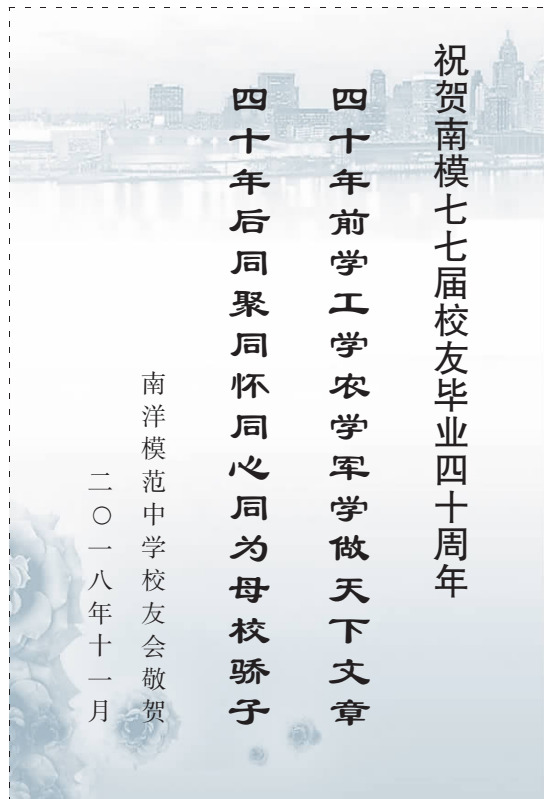 祝贺南模七七届校友毕业四十周年
四十年前学工学农学军学做天下文章
四十年后同聚同怀同心同为母校骄子
南洋模范中学校友会敬贺
二〇一八年十一月